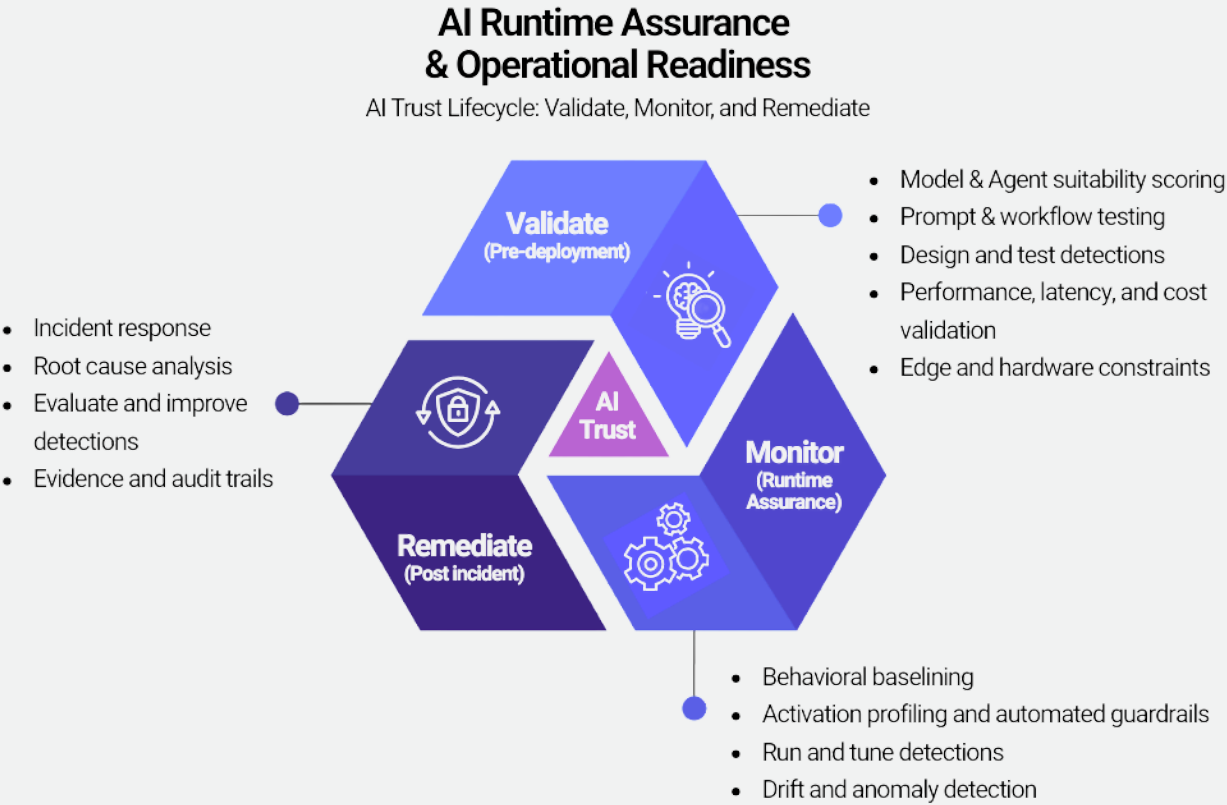 AI Runtime Assurance
& Operational Readiness
AI Trust Lifecycle: Validate, Monitor, and Remediate
Validate
(Pre-deployment)
• Model & Agent suitability scoring
• Prompt & workflow testing
• Design and test detections
• Performance, latency, and cost
validation
• Edge and hardware constraints
• Incident response
• Root cause analysis
• Evaluate and improve
detections
• Evidence and audit trails
AI
Trust
Monitor
(Runtime
Assurance)
Remediate
(Post incident)
• Behavioral baselining
• Activation profiling and automated guardrails
• Run and tune detections
• Drift and anomaly detection